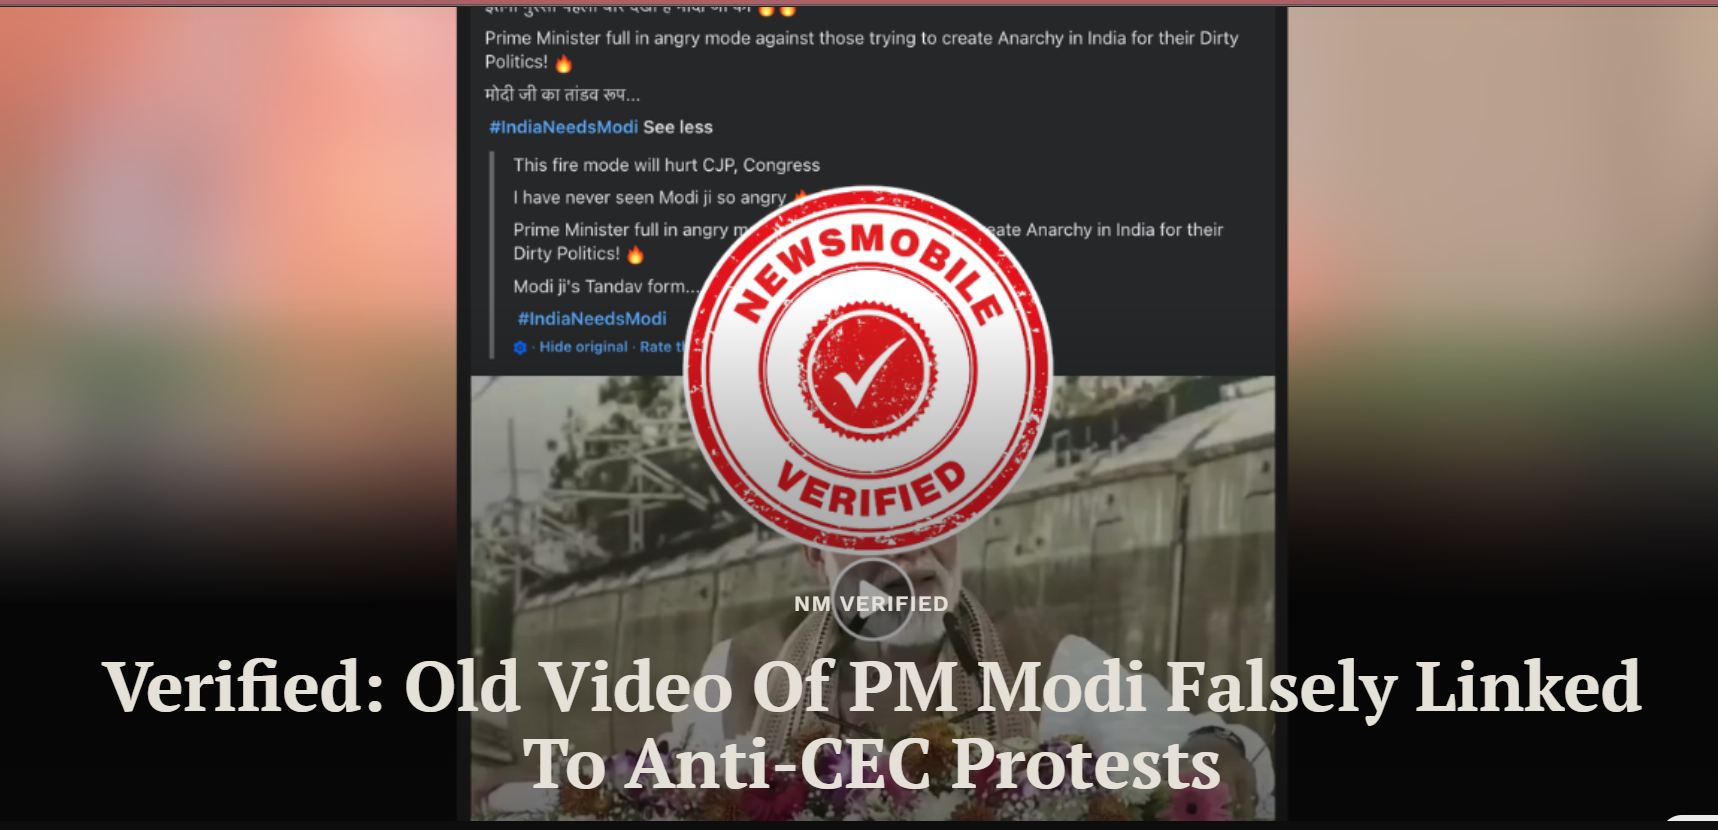 Prime Minister full in angry mode against those trying to create Anarchy in India for their Dirty
Politics! 🔥
मोदी जी का तांडव रूप...
#IndiaNeedsModi See less
This fire mode will hurt CJP, Congress
I have never seen Modi ji so angry 🔥
Prime Minister full in angry eate Anarchy in India for their
Dirty Politics! 🔥
Modi ji's Tandav form...
#IndiaNeedsModi
· Hide original · Rate
NEWSMOBILE
VERIFIED
NM VERIFIED
Verified: Old Video Of PM Modi Falsely Linked
To Anti-CEC Protests